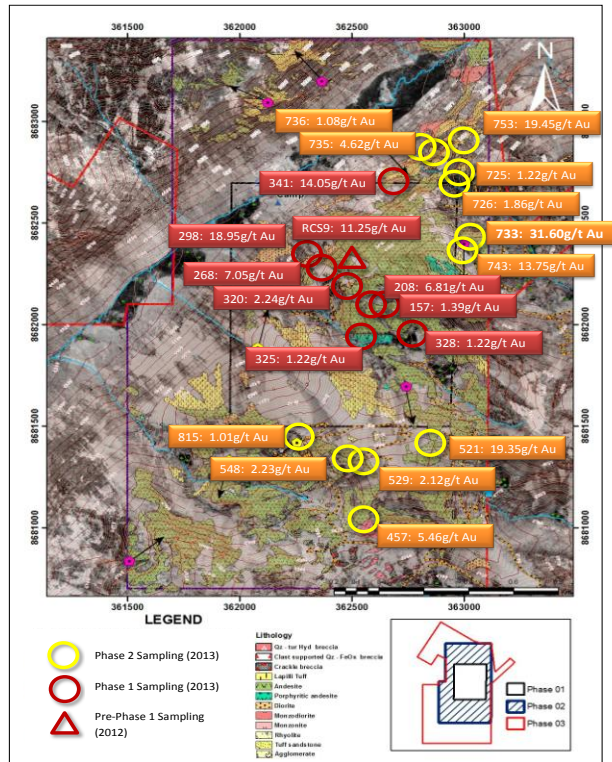 361500 362000 362500 363000
N
8683000
8682500
8682000
8681500
8681000
736: 1.08g/t Au
735: 4.62g/t Au
753: 19.45g/t Au
725: 1.22g/t Au
726: 1.86g/t Au
341: 14.05g/t Au
298: 18.95g/t Au
RCS9: 11.25g/t Au
733: 31.60g/t Au
743: 13.75g/t Au
268: 7.05g/t Au
320: 2.24g/t Au
208: 6.81g/t Au
157: 1.39g/t Au
325: 1.22g/t Au
328: 1.22g/t Au
815: 1.01g/t Au
521: 19.35g/t Au
548: 2.23g/t Au
529: 2.12g/t Au
457: 5.46g/t Au
361500 362000 362500 363000
LEGEND
Phase 2 Sampling (2013)
Phase 1 Sampling (2013)
Pre-Phase 1 Sampling
(2012)
Lithology
Qz - tur Hyd breccia
Clast supported Qz - FeOx breccia
Crackle breccia
Lapilli Tuff
Andesite
Porphyritic andesite
Diorite
Monzodiorite
Monzonite
Rhyolite
Tuff sandstone
Agglomerate
Phase 01
Phase 02
Phase 03